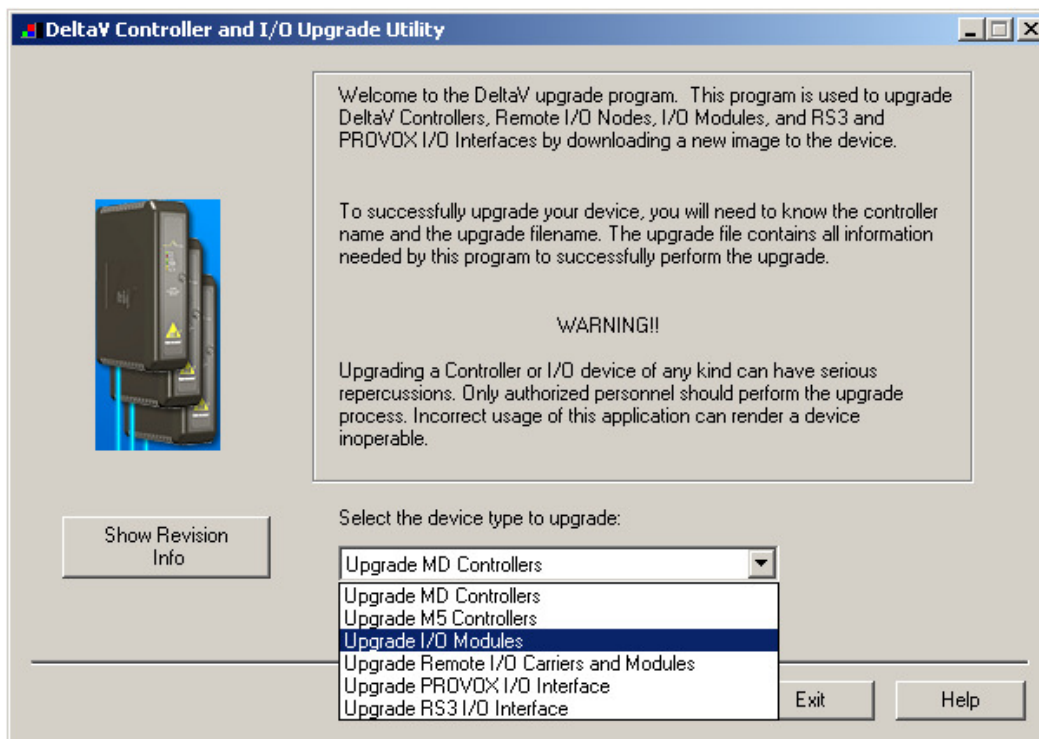 DeltaV Controller and I/O Upgrade Utility
Welcome to the DeltaV upgrade program.  This program is used to upgrade
DeltaV Controllers, Remote I/O Nodes, I/O Modules, and RS3 and
PROVOX I/O Interfaces by downloading a new image to the device.
To successfully upgrade your device, you will need to know the controller
name and the upgrade filename. The upgrade file contains all information
needed by this program to successfully perform the upgrade.
WARNING!!
Upgrading a Controller or I/O device of any kind can have serious
repercussions. Only authorized personnel should perform the upgrade
process. Incorrect usage of this application can render a device
inoperable.
Show Revision
Info
Select the device type to upgrade:
Upgrade MD Controllers
Upgrade MD Controllers
Upgrade M5 Controllers
Upgrade I/O Modules
Upgrade Remote I/O Carriers and Modules
Upgrade PROVOX I/O Interface
Upgrade RS3 I/O Interface
Exit
Help